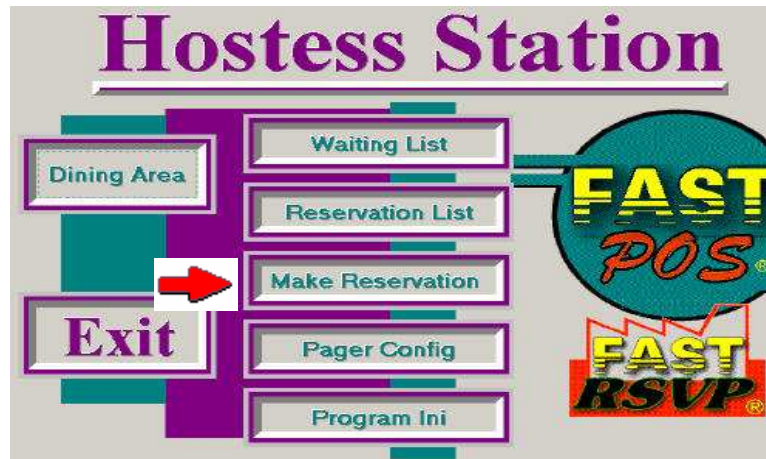 Hostess Station
Dining Area
Exit
Waiting List
Reservation List
Make Reservation
Pager Config
Program Ini
FAST
POS®
FAST
RSVP®